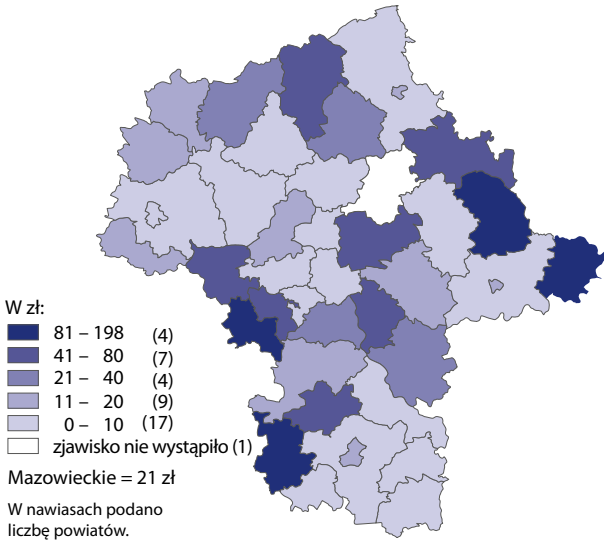 W zł:
81 – 198 (4)
41 – 80 (7)
21 – 40 (4)
11 – 20 (9)
0 – 10 (17)
zjawisko nie wystąpiło (1)
Mazowieckie = 21 zł
W nawiasach podano
liczbę powiatów.